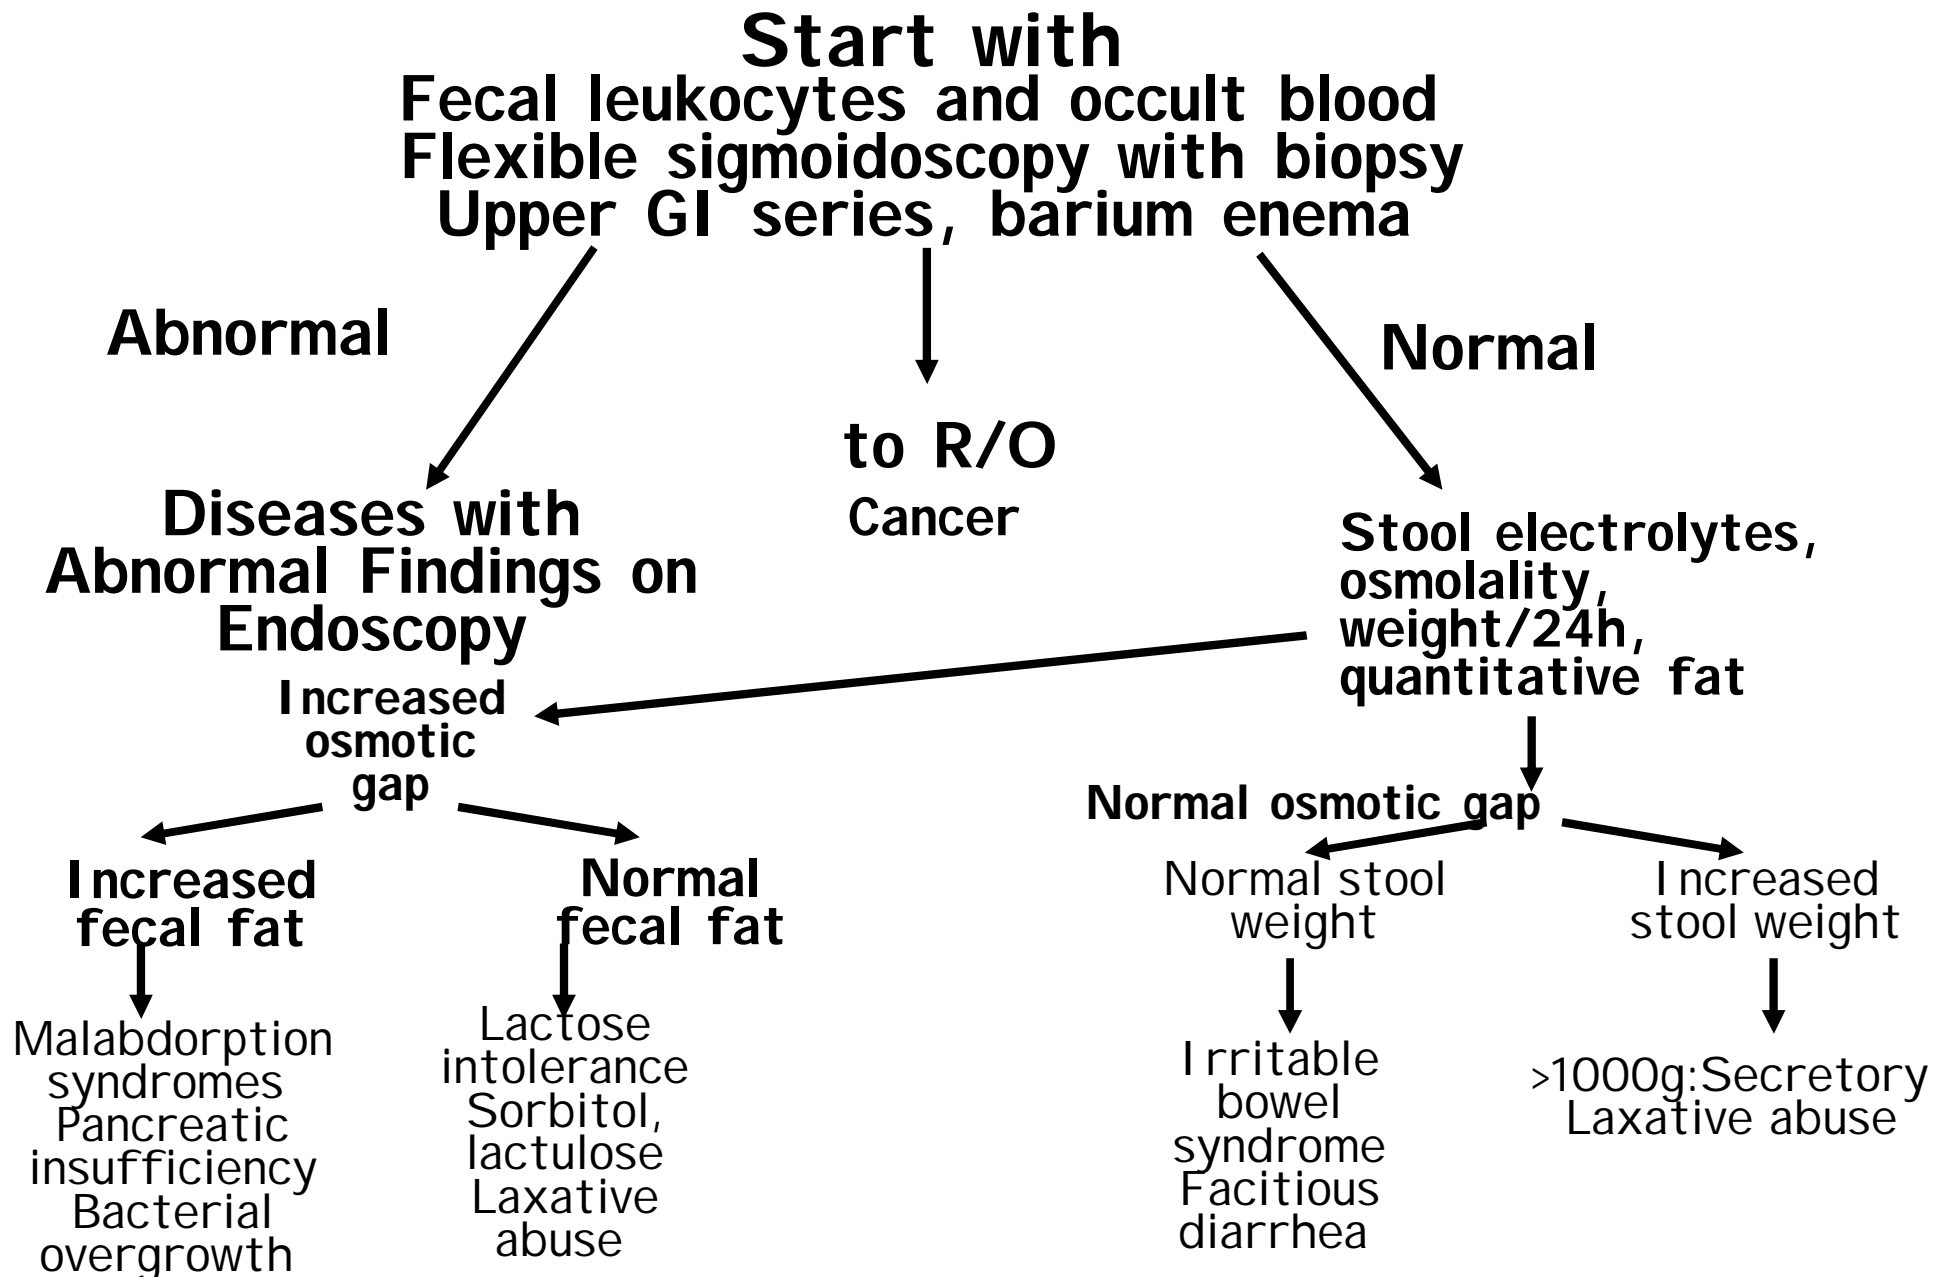 Start with
Fecal leukocytes and occult blood
Flexible sigmoidoscopy with biopsy
Upper GI series, barium enema
Abnormal
Normal
to R/O
Cancer
Diseases with
Abnormal Findings on
Endoscopy
Stool electrolytes,
osmolality,
weight/24h,
quantitative fat
Increased
osmotic
gap
Normal osmotic gap
Increased
fecal fat
Normal
fecal fat
Normal stool
weight
Increased
stool weight
Malabdorption
syndromes
Pancreatic
insufficiency
Bacterial
overgrowth
Lactose
intolerance
Sorbitol,
lactulose
Laxative
abuse
Irritable
bowel
syndrome
Facitious
diarrhea
>1000g:Secretory
Laxative abuse